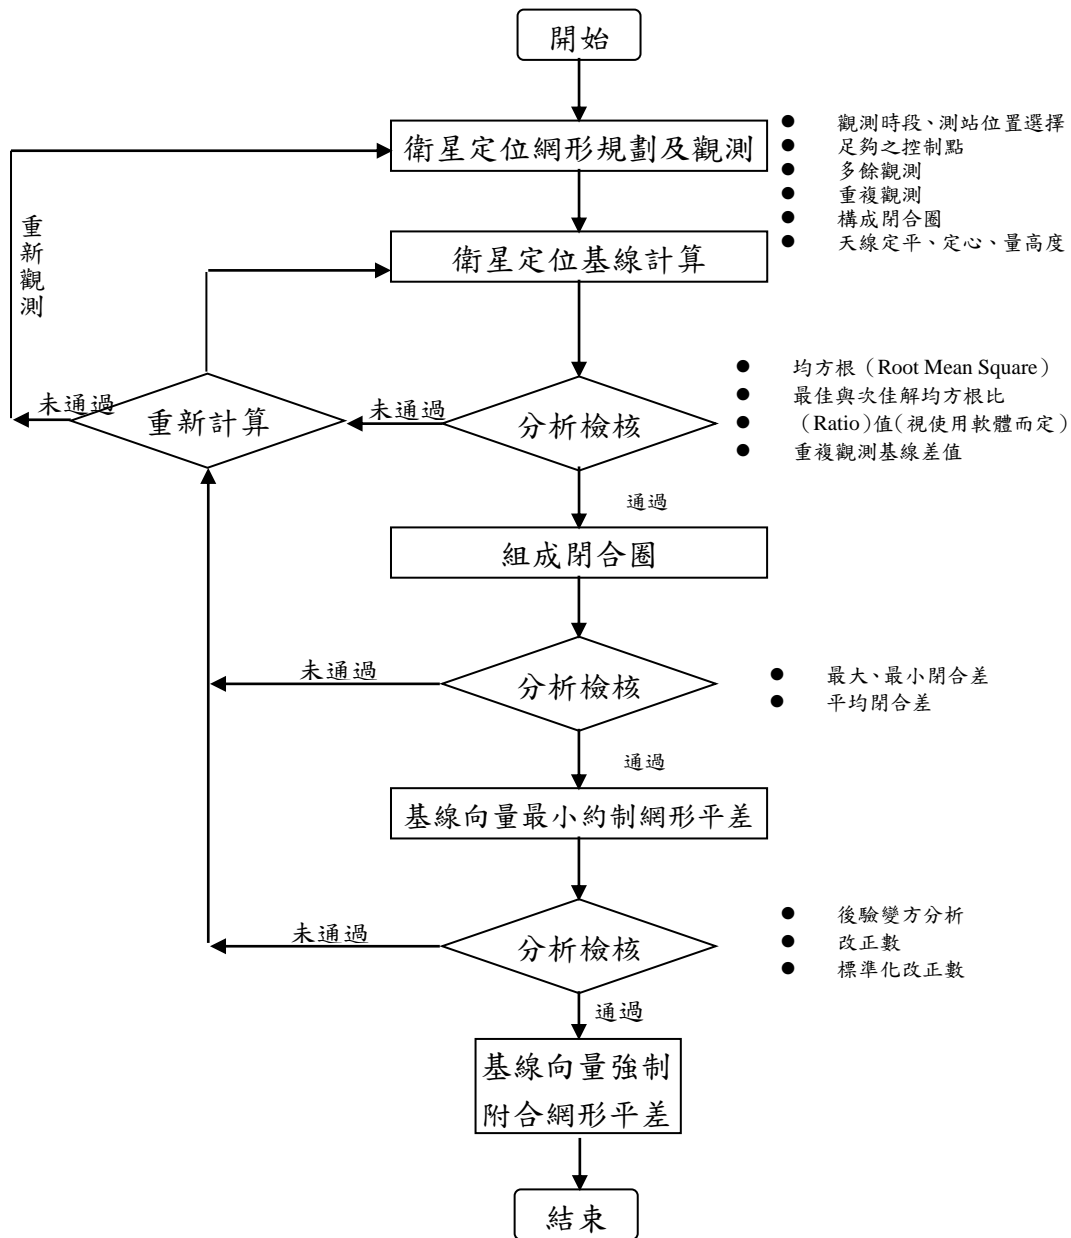 開始
衛星定位網形規劃及觀測
● 觀測時段、測站位置選擇
● 足夠之控制點
● 多餘觀測
● 重複觀測
● 構成閉合圈
● 天線定平、定心、量高度
重新觀測
衛星定位基線計算
● 均方根（Root Mean Square）
● 最佳與次佳解均方根比
● （Ratio）值（視使用軟體而定）
● 重複觀測基線差值
未通過
重新計算
未通過
分析檢核
通過
組成閉合圈
未通過
分析檢核
● 最大、最小閉合差
● 平均閉合差
通過
基線向量最小約制網形平差
未通過
分析檢核
● 後驗變方分析
● 改正數
● 標準化改正數
通過
基線向量強制
附合網形平差
結束